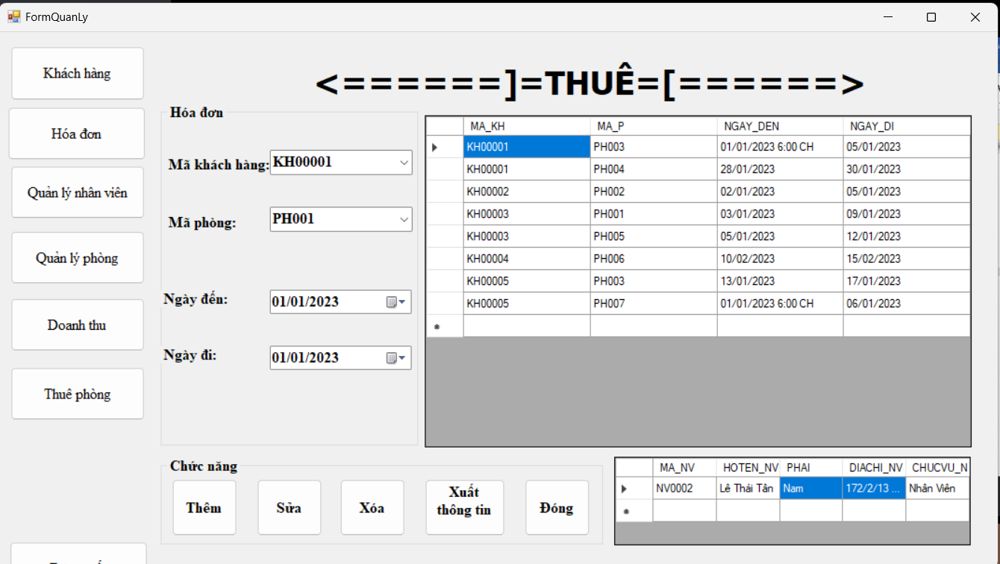 FormQuanLy
Khách hàng
Hóa đơn
Quản lý nhân viên
Quản lý phòng
Doanh thu
Thuê phòng
<======]=THUÊ=[======>
Hóa đơn
Mã khách hàng: KH00001
Mã phòng: PH001
Ngày đến: 01/01/2023
Ngày đi: 01/01/2023
MA_KH MA_P NGAY_DEN NGAY_DI
KH00001 PH003 01/01/2023 6:00 CH 05/01/2023
KH00001 PH004 28/01/2023 30/01/2023
KH00002 PH002 02/01/2023 05/01/2023
KH00003 PH001 03/01/2023 09/01/2023
KH00003 PH005 05/01/2023 12/01/2023
KH00004 PH006 10/02/2023 15/02/2023
KH00005 PH003 13/01/2023 17/01/2023
KH00005 PH007 01/01/2023 6:00 CH 06/01/2023
Chức năng
Thêm
Sửa
Xóa
Xuất
thông tin
Đóng
MA_NV HOTEN_NV PHAI DIACHI_NV CHUCVU_N
NV0002 Lê Thái Tân Nam 172/2/13 ... Nhân Viên